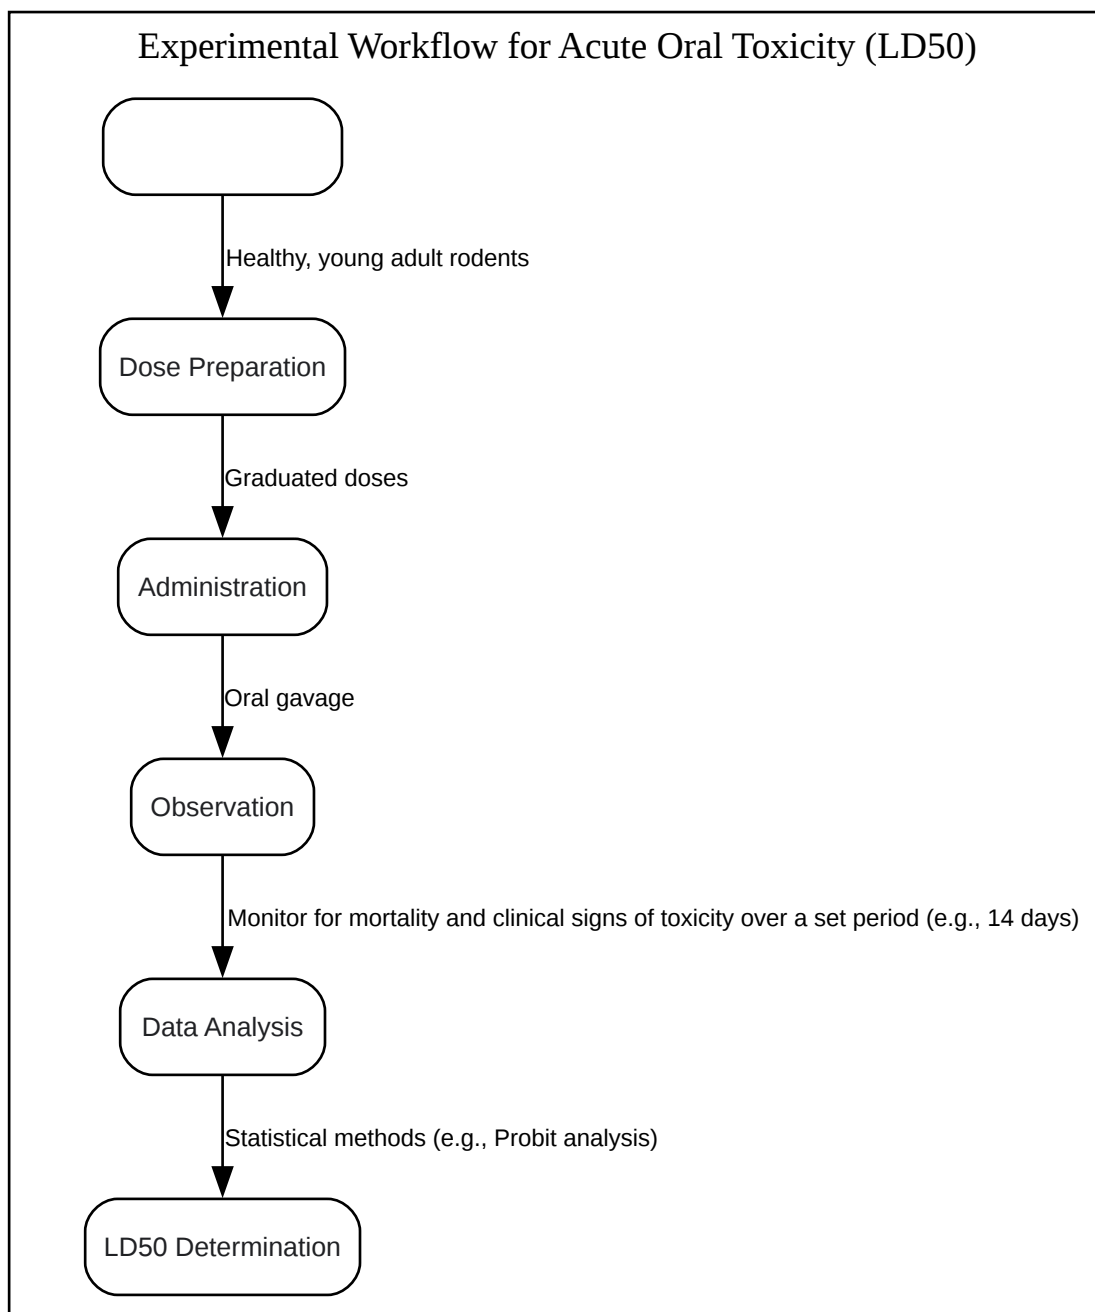 Experimental Workflow for Acute Oral Toxicity (LD50)
Healthy, young adult rodents
Dose Preparation
Graduated doses
Administration
Oral gavage
Observation
Monitor for mortality and clinical signs of toxicity over a set period (e.g., 14 days)
Data Analysis
Statistical methods (e.g., Probit analysis)
LD50 Determination